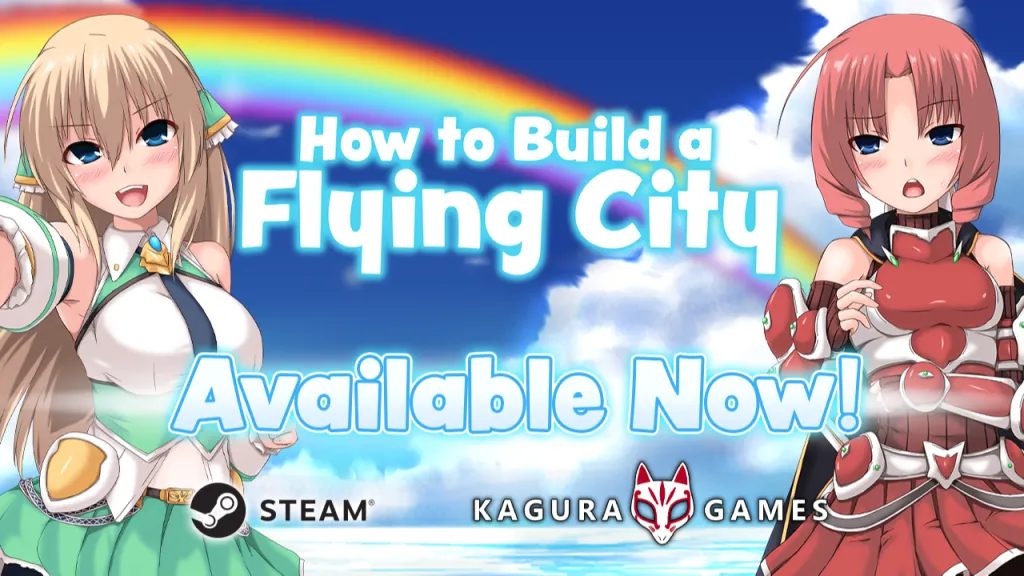 How to Build a
Flying City
Available Now!
STEAM®
KAGURA GAMES